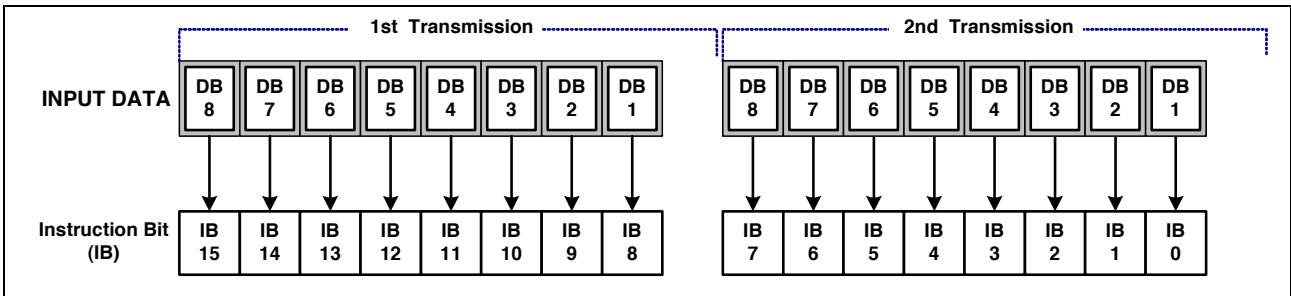 1st Transmission 2nd Transmission
INPUT DATA DB 8 DB 7 DB 6 DB 5 DB 4 DB 3 DB 2 DB 1 DB 8 DB 7 DB 6 DB 5 DB 4 DB 3 DB 2 DB 1
Instruction Bit (IB) IB 15 IB 14 IB 13 IB 12 IB 11 IB 10 IB 9 IB 8 IB 7 IB 6 IB 5 IB 4 IB 3 IB 2 IB 1 IB 0